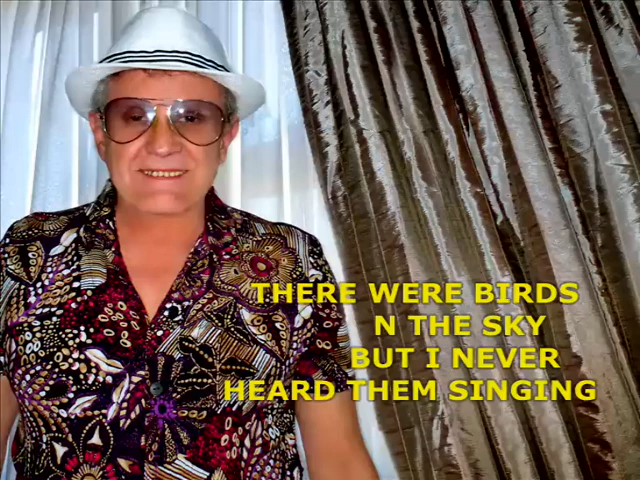 THERE WERE BIRDS
N THE SKY
BUT I NEVER
HEARD THEM SINGING